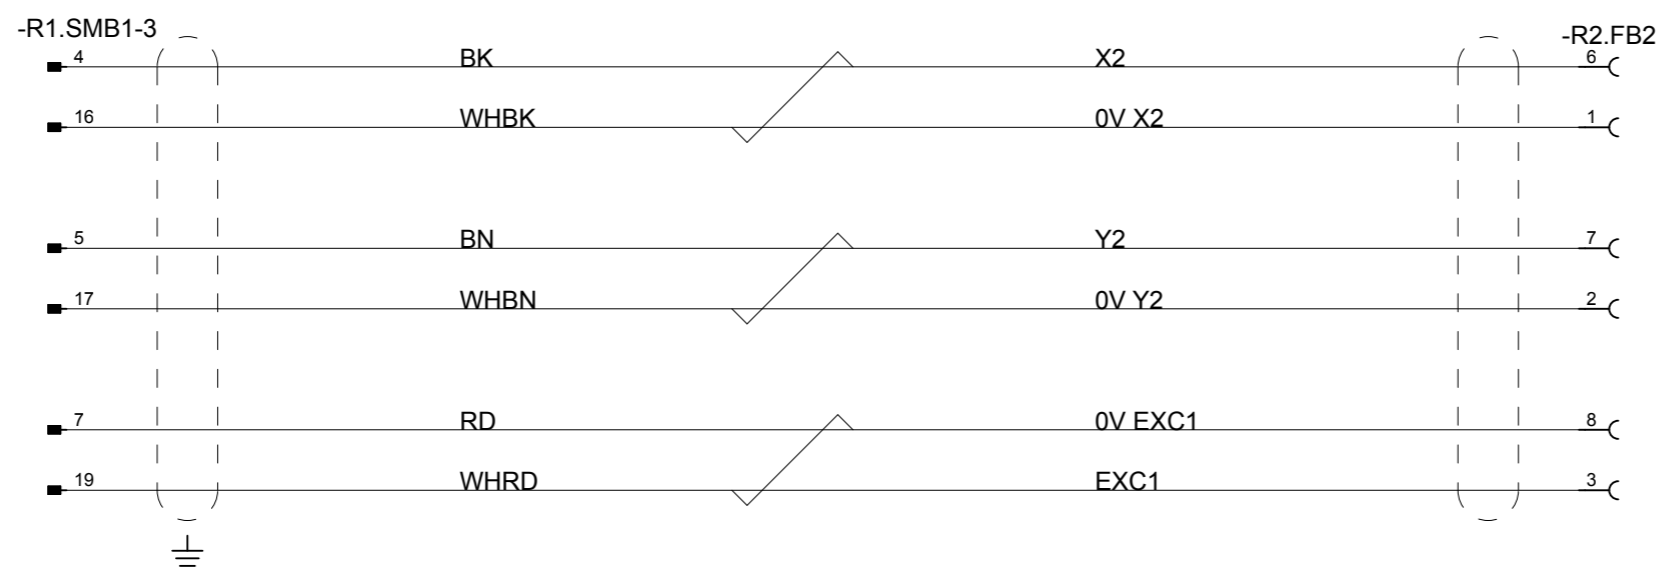 -R1.SMB1-3
-R2.FB2
4 BK X2 6
16 WHBK 0V X2 1
5 BN Y2 7
17 WHBN 0V Y2 2
7 RD 0V EXC1 8
19 WHRD EXC1 3